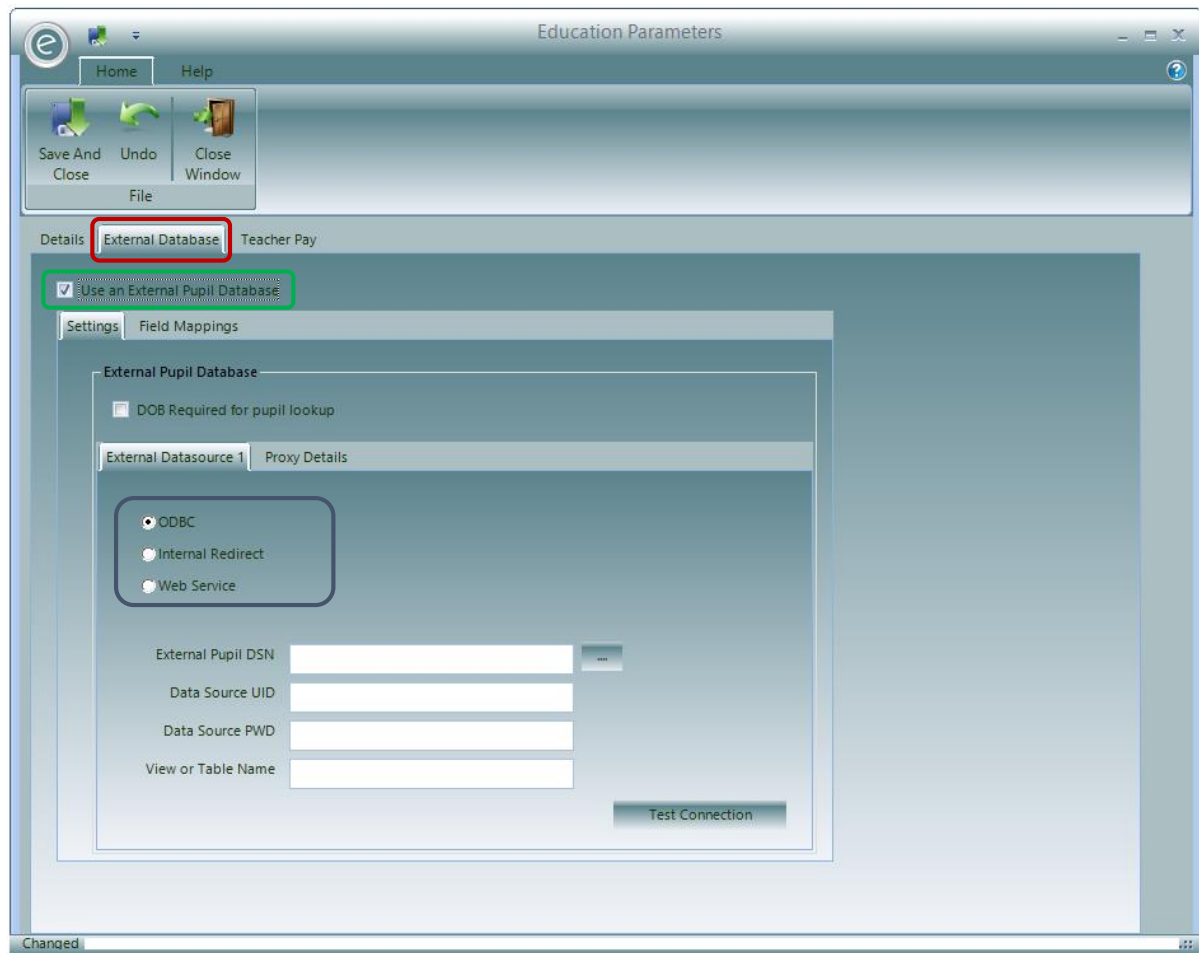 Education Parameters
e
Home Help
Save And Close
Undo
Close Window
File
Details External Database Teacher Pay
Use an External Pupil Database
Settings Field Mappings
External Pupil Database
DOB Required for pupil lookup
External Datasource 1 Proxy Details
ODBC
Internal Redirect
Web Service
External Pupil DSN ....
Data Source UID
Data Source PWD
View or Table Name
Test Connection
Changed